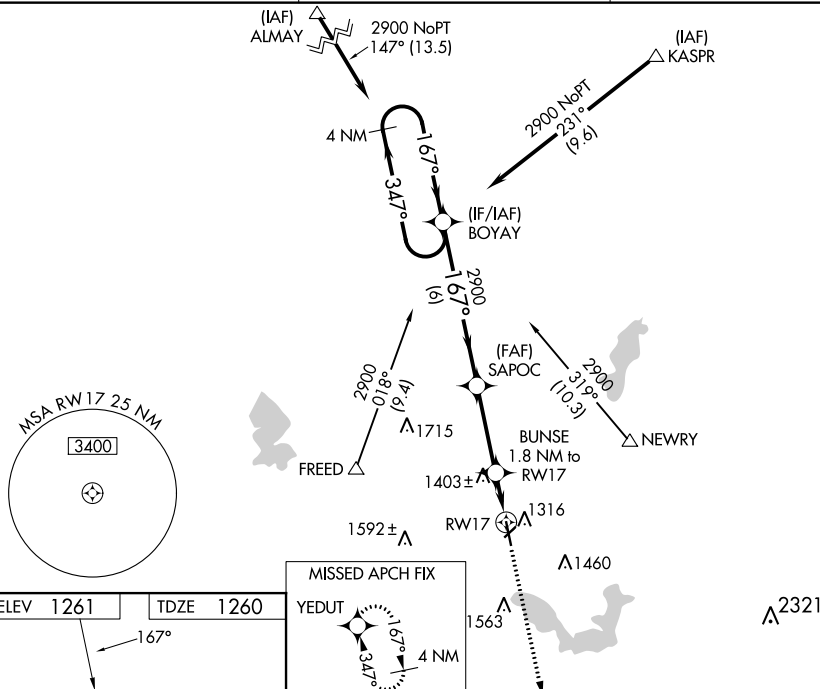 (IAF)
ALMAY
2900 NoPT
147° (13.5)
(IAF)
KASPR
2900 NoPT
231°
(9.6)
4 NM
167°
347°
(IF/IAF)
BOYAY
2900
167°
(6)
(FAF)
SAPOC
2900
018°
(9.4)
2900
319°
(10.3)
MSA RW17 25 NM
3400
1715
BUNSE
1.8 NM to
RW17
NEWRY
FREED
1403±
1316
RW17
1592±
1460
MISSED APCH FIX
YEDUT
167°
347°
4 NM
1563
2321
ELEV 1261
TDZE 1260
167°